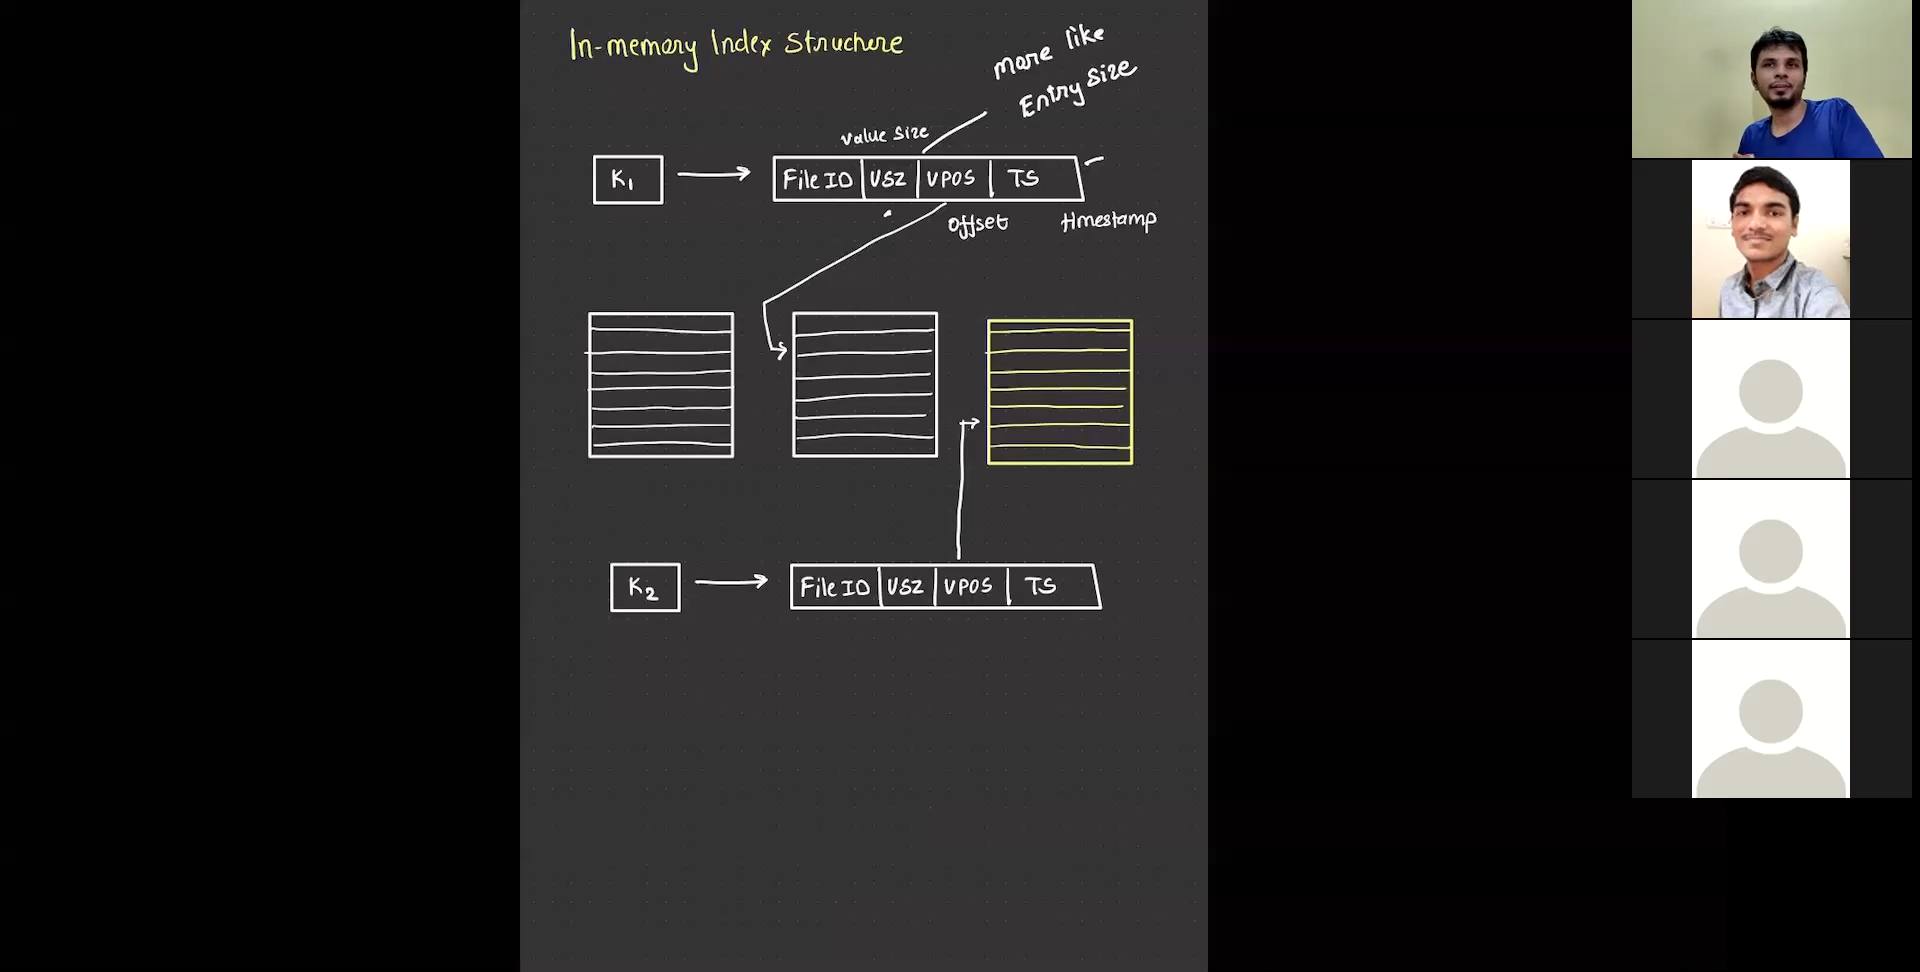 In-memory Index Structure
more like
Entry size
value size
K1
File ID VSZ VPOS TS
offset
timestamp
K2
File ID VSZ VPOS TS